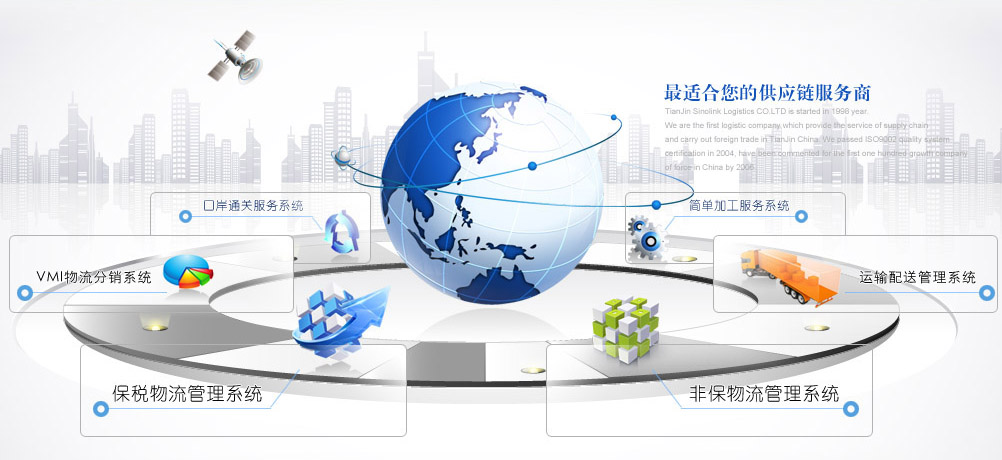 最适合您的供应链服务商
TianJin Sinolink Logistics CO.LTD is started in 1998 year.
We are the first logistic company which provide the service of supply chain
and carry out foreign trade in TianJin China. We passed ISO9002 quality system
certification in 2004, have been commented for the first one hundred growth company
of force in China by 2006
口岸通关服务系统
简单加工服务系统
VMI物流分销系统
运输配送管理系统
保税物流管理系统
非保物流管理系统